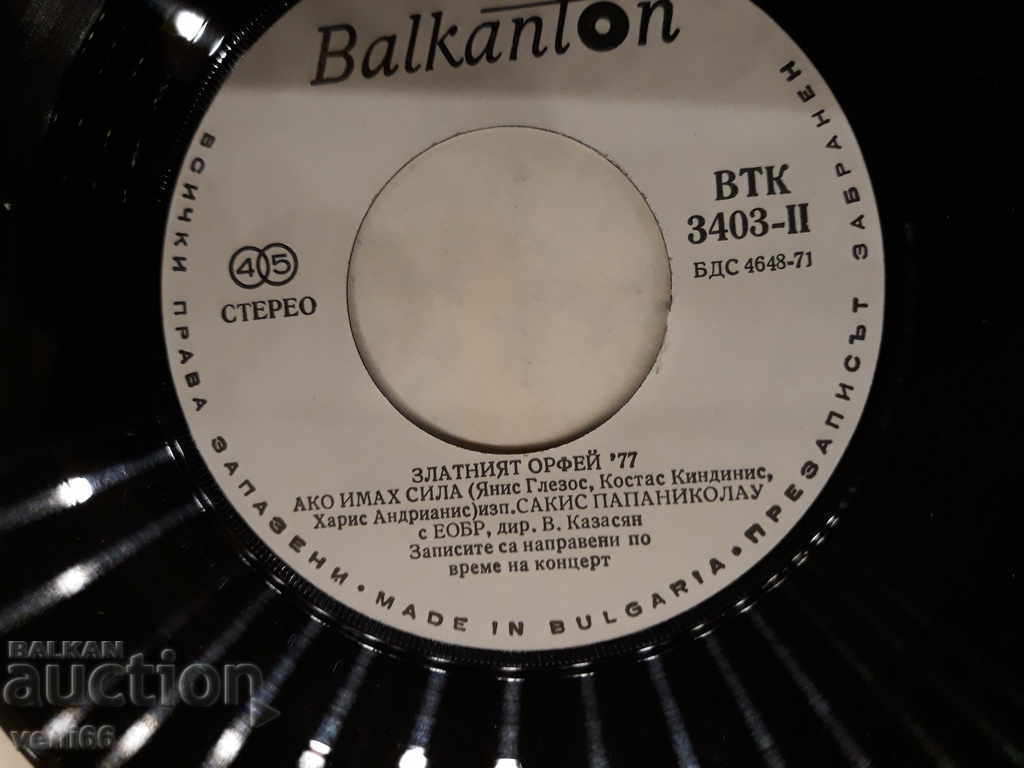 Balkanton
ВТК
3403-II
БДС 4648-71
45
СТЕРЕО
ЗЛАТНИЯТ ОРФЕЙ '77
АКО ИМАХ СИЛА (Янис Глезос, Костас Киндинис,
Харис Андрианис)изп.САКИС ПАПАНИКОЛАУ
с ЕОБР, дир. В. Казасян
Записите са направени по
време на концерт
ВСИЧКИ ПРАВА ЗАПАЗЕНИ • MADE IN BULGARIA • ПРЕЗАПИСЪТ ЗАБРАНЕН
BALKAN
auction
veni66